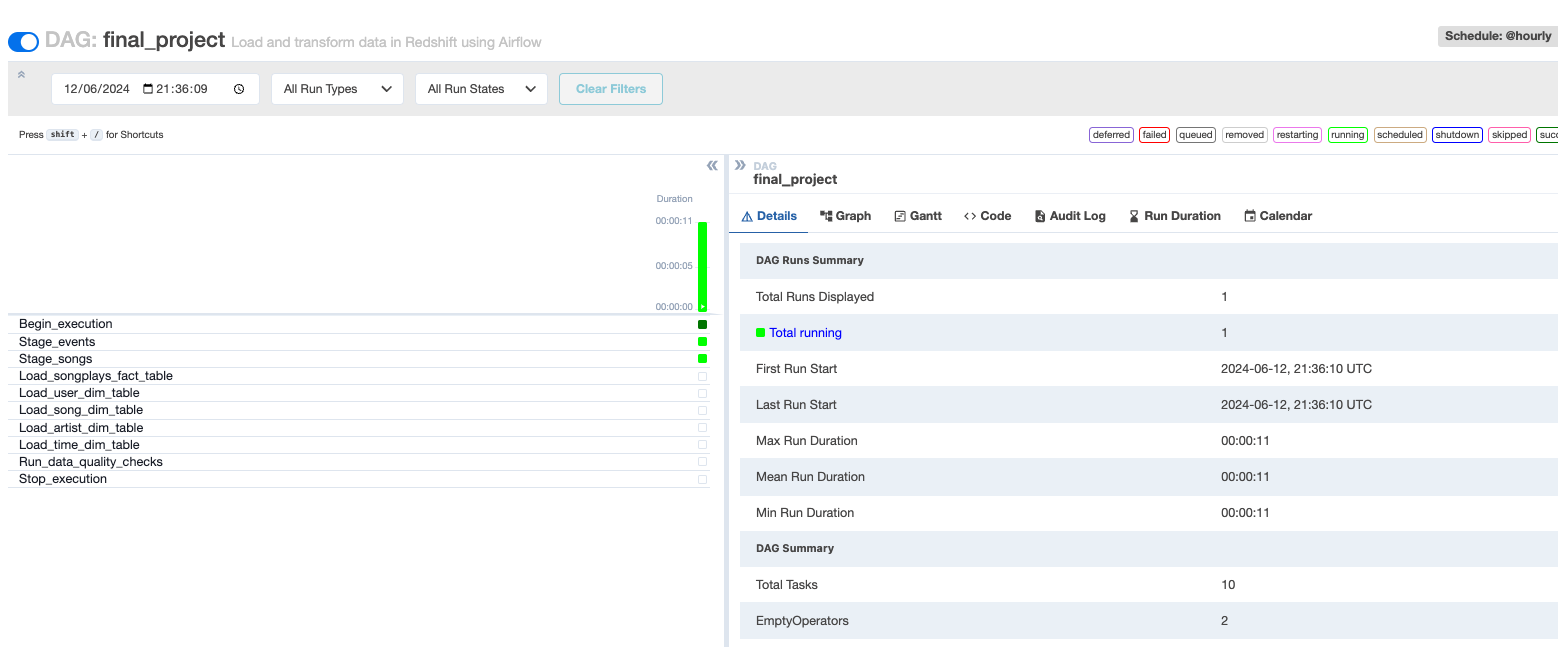 DAG: final_project Load and transform data in Redshift using Airflow
Schedule: @hourly
12/06/2024 21:36:09
All Run Types
All Run States
Clear Filters
Press shift + / for Shortcuts
deferred failed queued removed restarting running scheduled shutdown skipped succ
DAG
final_project
Duration
00:00:11
00:00:05
00:00:00
Begin_execution
Stage_events
Stage_songs
Load_songplays_fact_table
Load_user_dim_table
Load_song_dim_table
Load_artist_dim_table
Load_time_dim_table
Run_data_quality_checks
Stop_execution
Details Graph Gantt Code Audit Log Run Duration Calendar
DAG Runs Summary
Total Runs Displayed 1
Total running 1
First Run Start 2024-06-12, 21:36:10 UTC
Last Run Start 2024-06-12, 21:36:10 UTC
Max Run Duration 00:00:11
Mean Run Duration 00:00:11
Min Run Duration 00:00:11
DAG Summary
Total Tasks 10
EmptyOperators 2